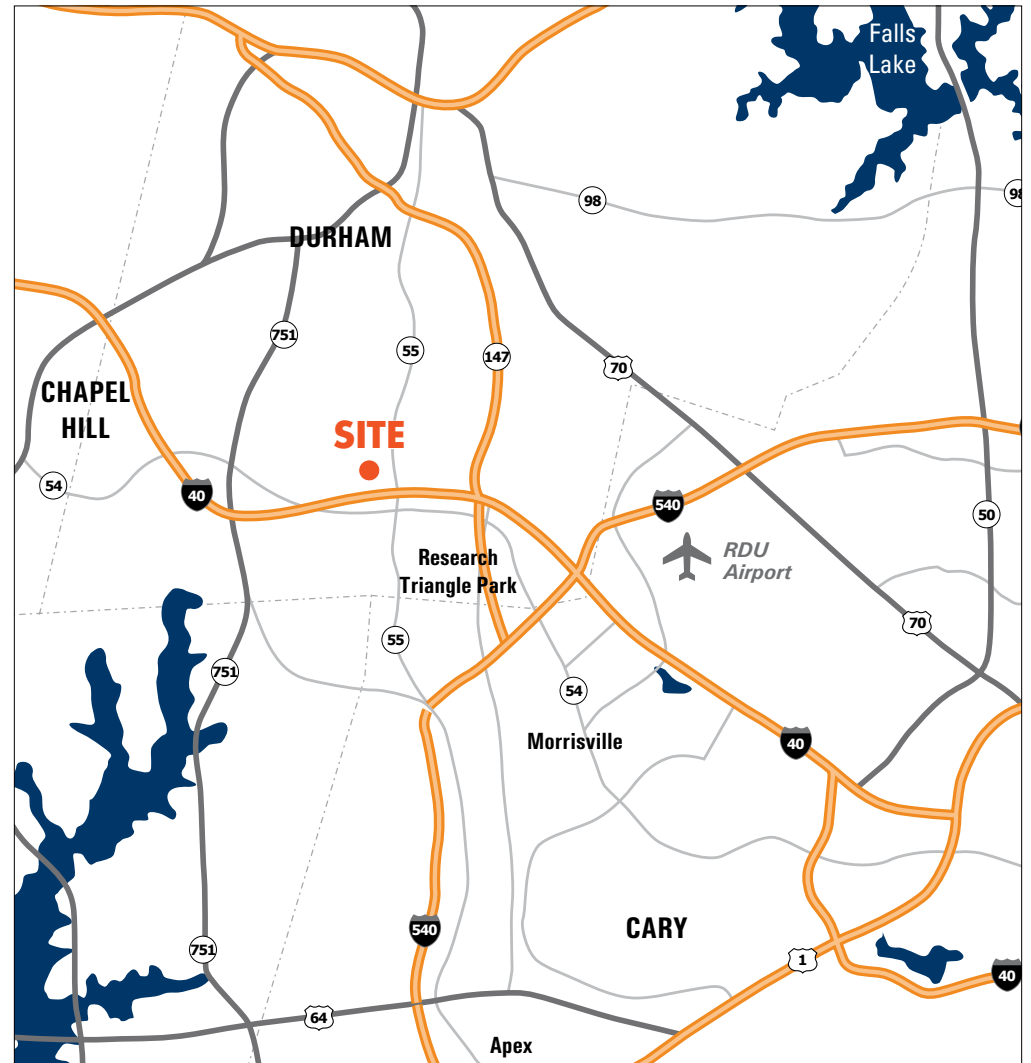 Falls
Lake
98
98
DURHAM
751
55
147
70
CHAPEL
HILL
SITE
54
40
540
50
RDU
Airport
Research
Triangle Park
70
55
751
54
Morrisville
40
540
CARY
751
1
40
64
Apex